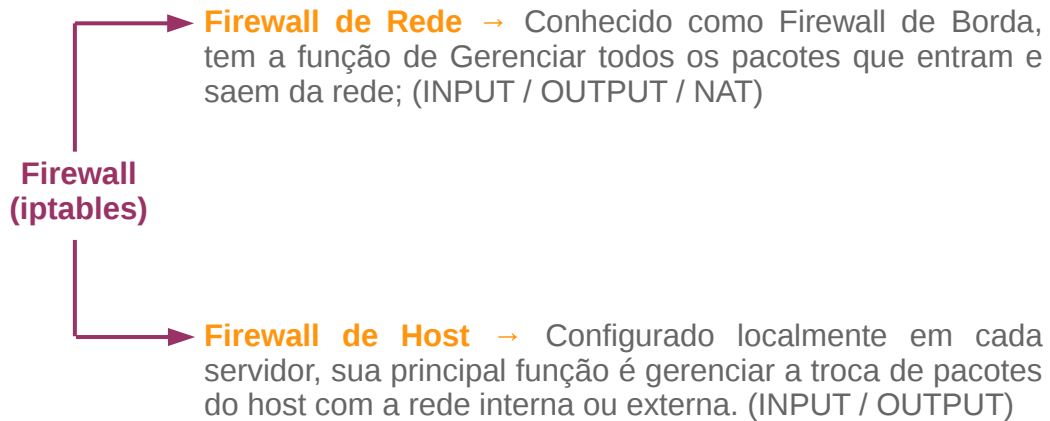 Firewall de Rede → Conhecido como Firewall de Borda,
tem a função de Gerenciar todos os pacotes que entram e
saem da rede; (INPUT / OUTPUT / NAT)
Firewall
(iptables)
Firewall de Host → Configurado localmente em cada
servidor, sua principal função é gerenciar a troca de pacotes
do host com a rede interna ou externa. (INPUT / OUTPUT)